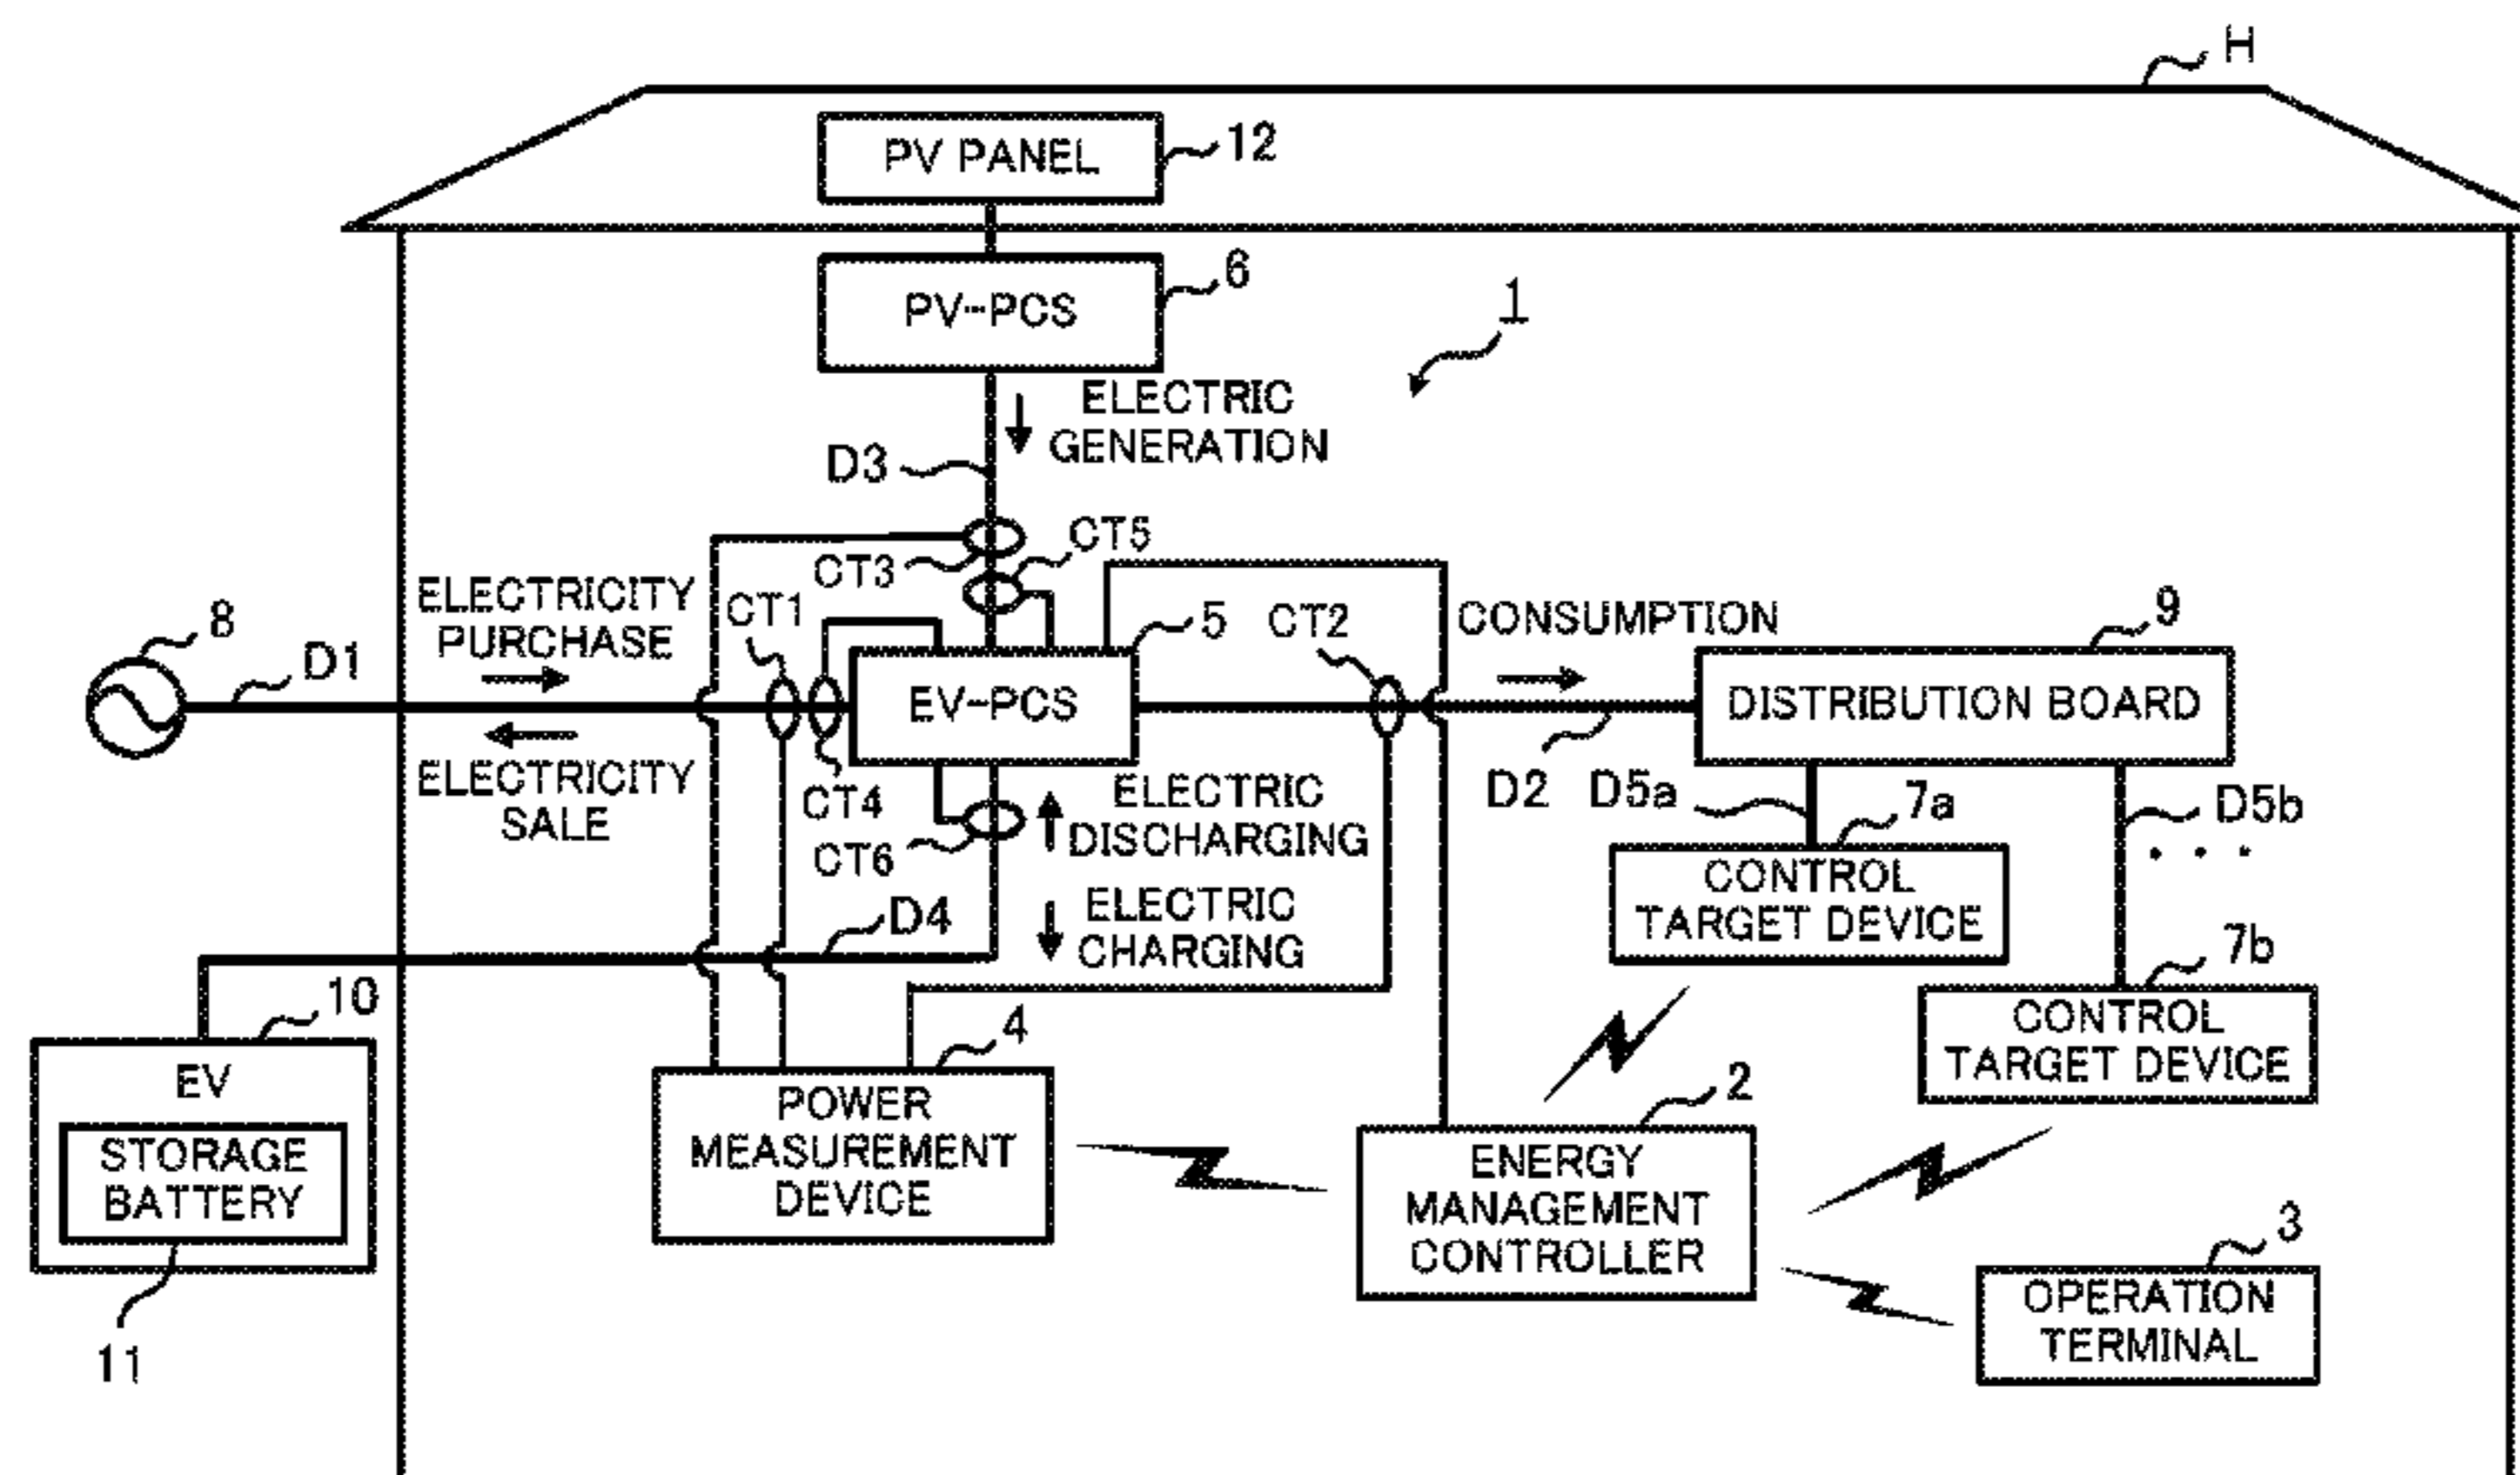 H
PV PANEL
12
PV-PCS
6
1
ELECTRIC
GENERATION
D3
CT3
CT5
ELECTRICITY
PURCHASE
CT1
5
CT2
CONSUMPTION
9
8
D1
EV-PCS
DISTRIBUTION BOARD
ELECTRICITY
SALE
CT4
CT6
ELECTRIC
DISCHARGING
D2
D5a
7a
D5b
. . .
CONTROL
TARGET DEVICE
D4
ELECTRIC
CHARGING
7b
CONTROL
TARGET DEVICE
10
EV
STORAGE
BATTERY
11
4
POWER
MEASUREMENT
DEVICE
2
ENERGY
MANAGEMENT
CONTROLLER
3
OPERATION
TERMINAL